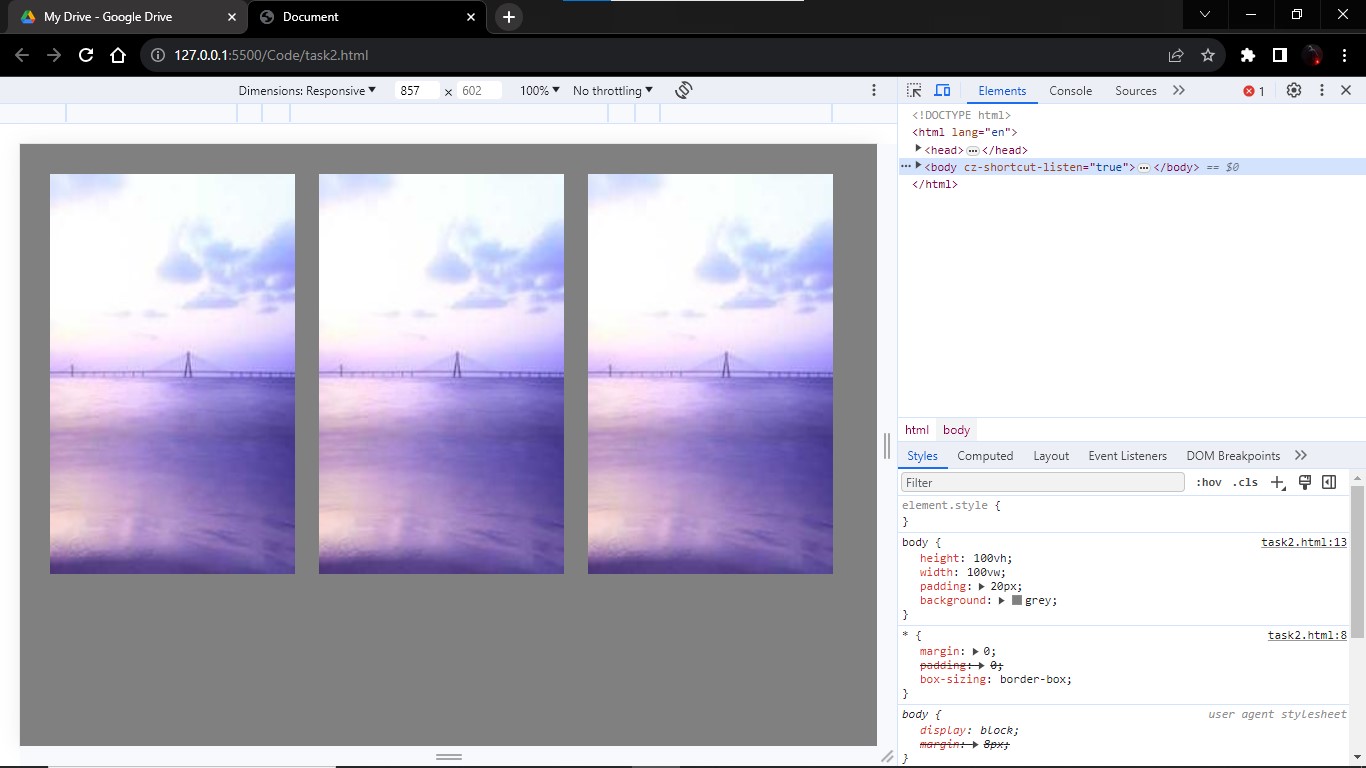 My Drive - Google Drive
Document
127.0.0.1:5500/Code/task2.html
Dimensions: Responsive
857 x 602
100%
No throttling
Elements
Console
Sources
1
<!DOCTYPE html>
<html lang="en">
<head> </head>
<body cz-shortcut-listen="true"> </body> == $0
</html>
html
body
Styles
Computed
Layout
Event Listeners
DOM Breakpoints
Filter
:hov
.cls
element.style {
}
body {
task2.html:13
height: 100vh;
width: 100vw;
padding: 20px;
background: grey;
}
* {
task2.html:8
margin: 0;
padding: 0;
box-sizing: border-box;
}
body {
user agent stylesheet
display: block;
margin: 8px;
}